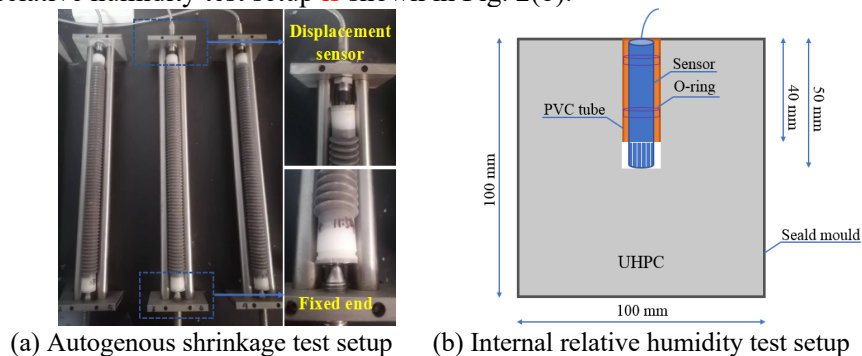 relative humidity test setup is shown in Fig. 2(b).
Displacement
sensor
Fixed end
Sensor
O-ring
PVC tube
40 mm
50 mm
100 mm
Seald mould
UHPC
100 mm
(a) Autogenous shrinkage test setup (b) Internal relative humidity test setup